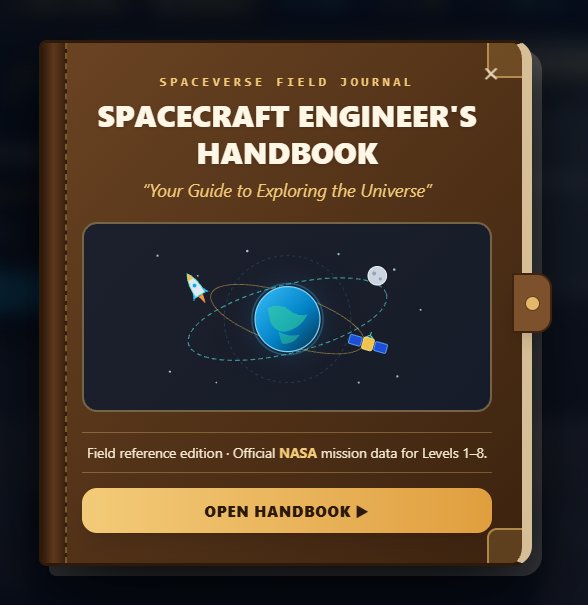 SPACEVERSE FIELD JOURNAL
SPACECRAFT ENGINEER'S
HANDBOOK
“Your Guide to Exploring the Universe”
Field reference edition · Official NASA mission data for Levels 1–8.
OPEN HANDBOOK ▶